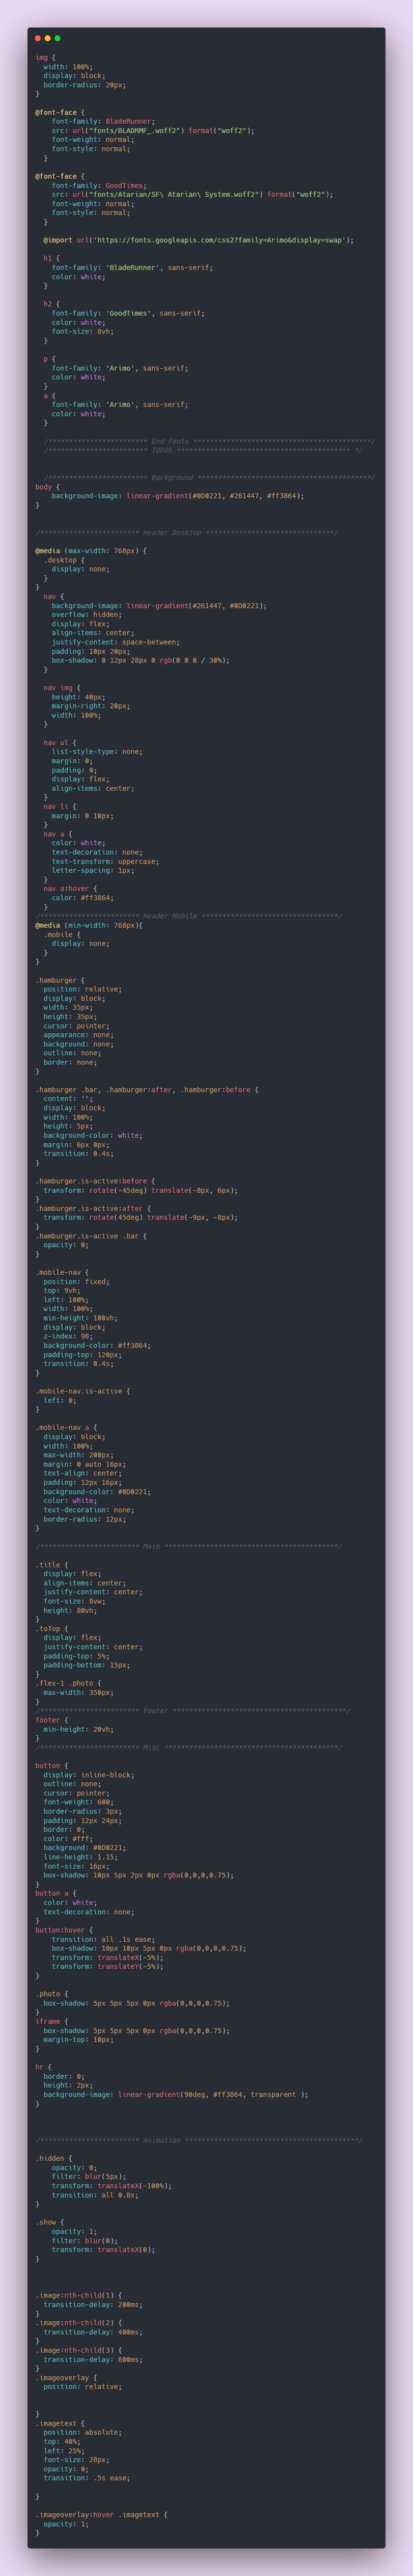 img {
  width: 100%;
  display: block;
  border-radius: 20px;
}

@font-face {
    font-family: BladeRunner;
    src: url("fonts/BLADRMF_.woff2") format("woff2");
    font-weight: normal;
    font-style: normal;
  }

@font-face {
    font-family: GoodTimes;
    src: url("fonts/Atarian/SF\ Atarian\ System.woff2") format("woff2");
    font-weight: normal;
    font-style: normal;
  }

  @import url('https://fonts.googleapis.com/css2?family=Arimo&display=swap');

  h1 {
    font-family: 'BladeRunner', sans-serif;
    color: white;
  }

  h2 {
    font-family: 'GoodTimes', sans-serif;
    color: white;
    font-size: 8vh;
  }

  p {
    font-family: 'Arimo', sans-serif;
    color: white;
  }
  a {
    font-family: 'Arimo', sans-serif;
    color: white;
  }

  /************************ End Fonts *******************************************/
  /************************ TODOS ****************************************** */


  /************************ Background ******************************************/
body {
    background-image: linear-gradient(#0D0221, #261447, #ff3864);
}


/************************ Header Desktop *******************************/

@media (max-width: 768px) {
  .desktop {
    display: none;
  }
}
  nav {
    background-image: linear-gradient(#261447, #0D0221);
    overflow: hidden;
    display: flex;
    align-items: center;
    justify-content: space-between;
    padding: 10px 20px;
    box-shadow: 0 12px 28px 0 rgb(0 0 0 / 30%);
  }

  nav img {
    height: 40px;
    margin-right: 20px;
    width: 100%;
  }

  nav ul {
    list-style-type: none;
    margin: 0;
    padding: 0;
    display: flex;
    align-items: center;
  }
  nav li {
    margin: 0 10px;
  }
  nav a {
    color: white;
    text-decoration: none;
    text-transform: uppercase;
    letter-spacing: 1px;
  }
  nav a:hover {
    color: #ff3864;
  }
/************************ Header Mobile *********************************/
@media (min-width: 768px){
  .mobile {
    display: none;
  }
}

.hamburger {
  position: relative;
  display: block;
  width: 35px;
  height: 35px;
  cursor: pointer;
  appearance: none;
  background: none;
  outline: none;
  border: none;
}

.hamburger .bar, .hamburger:after, .hamburger:before {
  content: '';
  display: block;
  width: 100%;
  height: 5px;
  background-color: white;
  margin: 6px 0px;
  transition: 0.4s;
}

.hamburger.is-active:before {
  transform: rotate(-45deg) translate(-8px, 6px);
}
.hamburger.is-active:after {
  transform: rotate(45deg) translate(-9px, -8px);
}
.hamburger.is-active .bar {
  opacity: 0;
}

.mobile-nav {
  position: fixed;
  top: 9vh;
  left: 100%;
  width: 100%;
  min-height: 100vh;
  display: block;
  z-index: 98;
  background-color: #ff3864;
  padding-top: 120px;
  transition: 0.4s;
}

.mobile-nav.is-active {
  left: 0;
}

.mobile-nav a {
  display: block;
  width: 100%;
  max-width: 200px;
  margin: 0 auto 16px;
  text-align: center;
  padding: 12px 16px;
  background-color: #0D0221;
  color: white;
  text-decoration: none;
  border-radius: 12px;
}

/************************ Main ******************************************/

.title {
  display: flex;
  align-items: center;
  justify-content: center;
  font-size: 8vw;
  height: 80vh;
}
.toTop {
  display: flex;
  justify-content: center;
  padding-top: 5%;
  padding-bottom: 15px;
}
.flex-1 .photo {
  max-width: 350px;
}
/************************ Footer ******************************************/
footer {
  min-height: 20vh;
}
/************************ Misc ******************************************/

button {
  display: inline-block;
  outline: none;
  cursor: pointer;
  font-weight: 600;
  border-radius: 3px;
  padding: 12px 24px;
  border: 0;
  color: #fff;
  background: #0D0221;
  line-height: 1.15;
  font-size: 16px;
  box-shadow: 10px 5px 2px 0px rgba(0,0,0,0.75);
}
button a {
  color: white;
  text-decoration: none;
}
button:hover {
    transition: all .1s ease;
    box-shadow: 10px 10px 5px 0px rgba(0,0,0,0.75);
    transform: translateX(-5%);
    transform: translateY(-5%);
}

.photo {
  box-shadow: 5px 5px 5px 0px rgba(0,0,0,0.75);
}
iframe {
  box-shadow: 5px 5px 5px 0px rgba(0,0,0,0.75);
  margin-top: 10px;
}

hr {
  border: 0;
  height: 2px;
  background-image: linear-gradient(90deg, #ff3864, transparent );
}



/************************ Animation ******************************************/

.hidden {
    opacity: 0;
    filter: blur(5px);
    transform: translateX(-100%);
    transition: all 0.8s;
}

.show {
    opacity: 1;
    filter: blur(0);
    transform: translateX(0);
}



.image:nth-child(1) {
  transition-delay: 200ms;
}
.image:nth-child(2) {
  transition-delay: 400ms;
}
.image:nth-child(3) {
  transition-delay: 600ms;
}
.imageoverlay {
  position: relative;


}
.imagetext {
  position: absolute;
  top: 40%;
  left: 25%;
  font-size: 28px;
  opacity: 0;
  transition: .5s ease;

}

.imageoverlay:hover .imagetext {
  opacity: 1;
}